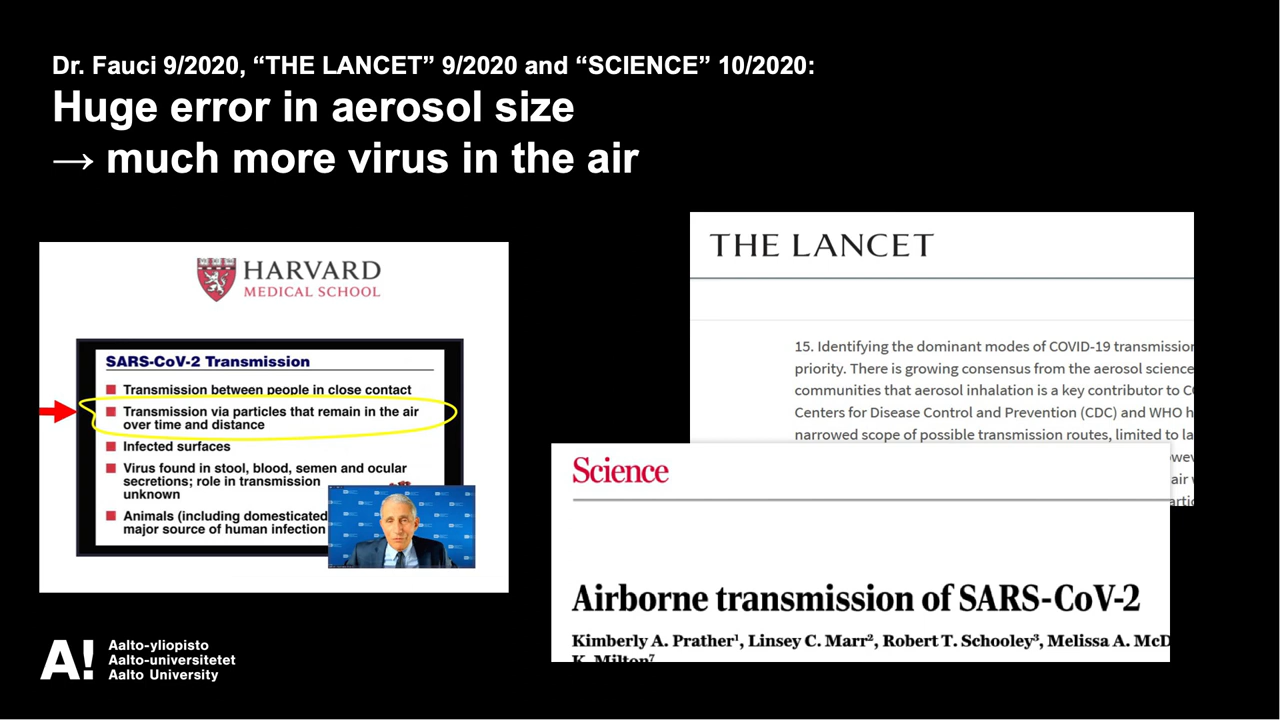 Dr. Fauci 9/2020, “THE LANCET” 9/2020 and “SCIENCE” 10/2020:
Huge error in aerosol size
→ much more virus in the air
HARVARD
MEDICAL SCHOOL
SARS-CoV-2 Transmission
Transmission between people in close contact
Transmission via particles that remain in the air
over time and distance
Infected surfaces
Virus found in stool, blood, semen and ocular
secretions; role in transmission
unknown
Animals (including domesticated
major source of human infection
THE LANCET
15. Identifying the dominant modes of COVID-19 transmission
priority. There is growing consensus from the aerosol science
communities that aerosol inhalation is a key contributor to
Centers for Disease Control and Prevention (CDC) and WHO h
narrowed scope of possible transmission routes, limited to la
air
Science
Airborne transmission of SARS-CoV-2
Kimberly A. Prather¹, Linsey C. Marr², Robert T. Schooley³, Melissa A. McD
K. Milton⁷
A!
Aalto-yliopisto
Aalto-universitetet
Aalto University